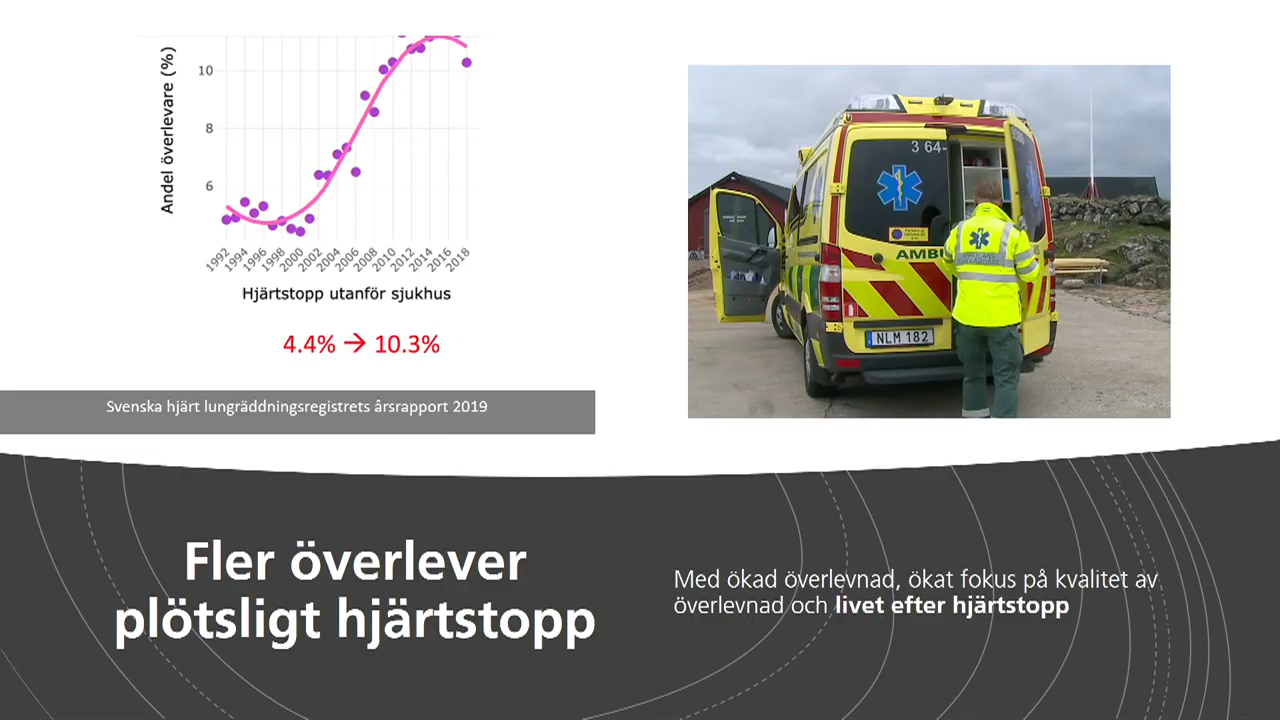 Andel överlevare (%)
10
8
6
1992
1994
1996
1998
2000
2002
2004
2006
2008
2010
2012
2014
2016
2018
Hjärtstopp utanför sjukhus
4.4% → 10.3%
Svenska hjärt lungräddningsregistrets årsrapport 2019
3 64-
AMBU
NLM 182
Fler överlever
plötsligt hjärtstopp
Med ökad överlevnad, ökat fokus på kvalitet av
överlevnad och livet efter hjärtstopp